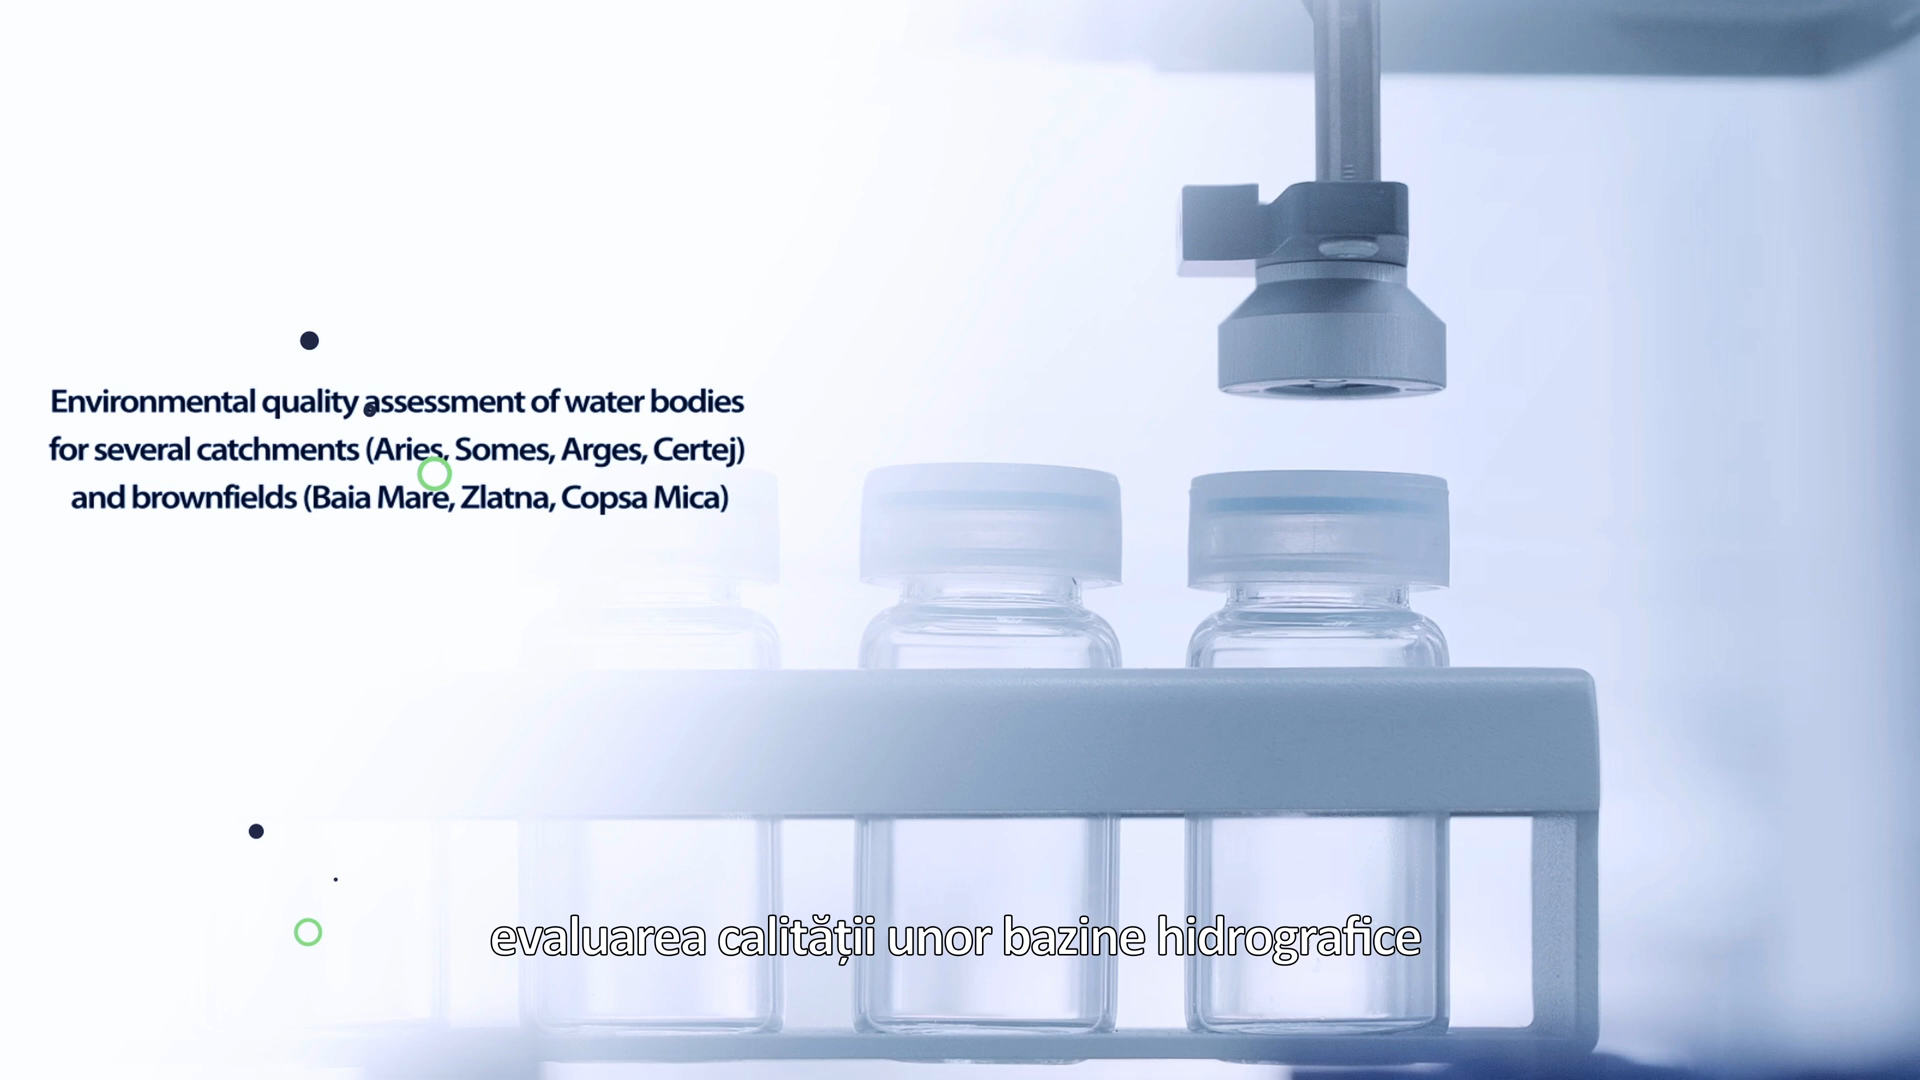 Environmental quality assessment of water bodies
for several catchments (Aries, Somes, Arges, Certej)
and brownfields (Baia Mare, Zlatna, Copsa Mica)
evaluarea calității unor bazine hidrografice